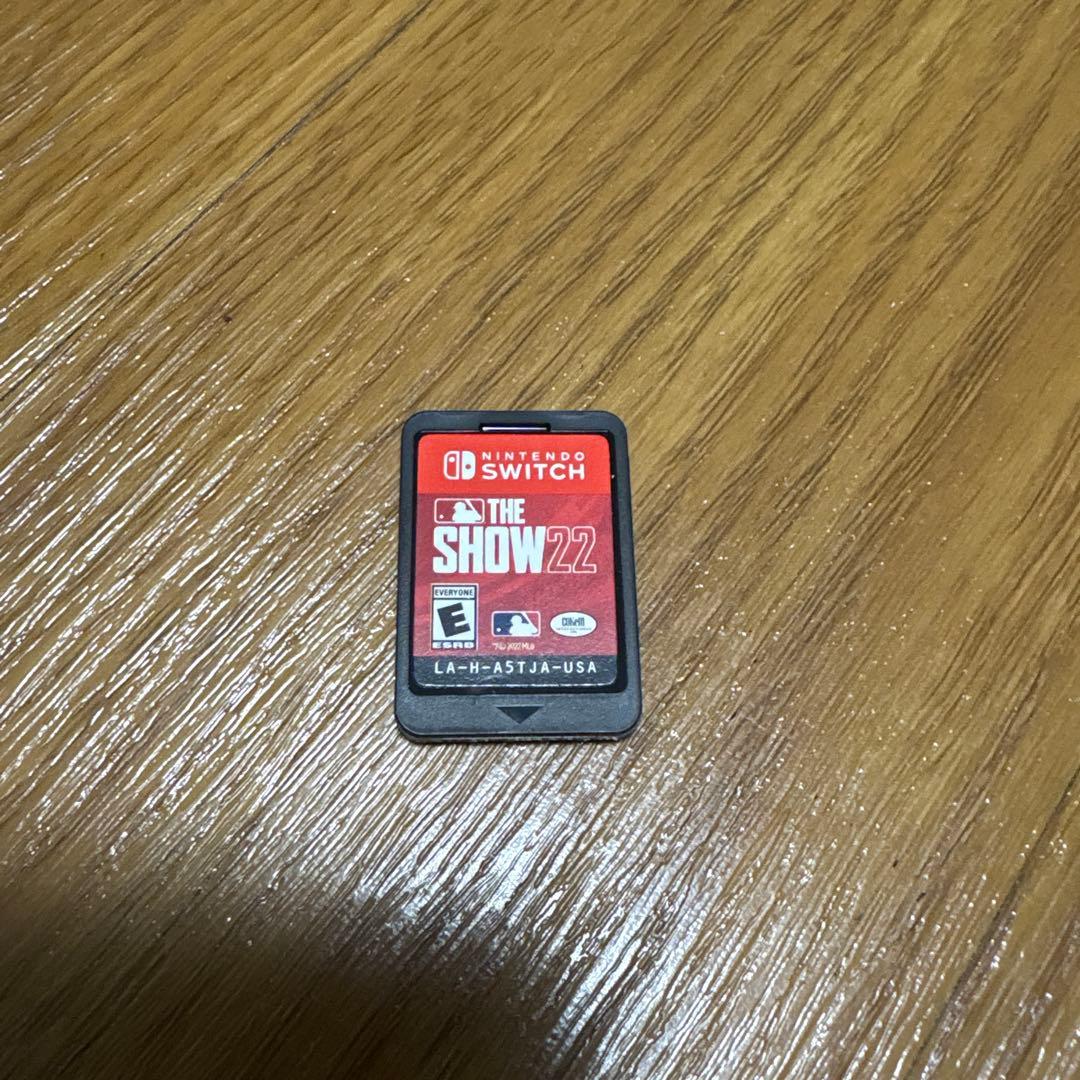 NINTENDO
SWITCH
THE
SHOW22
EVERYONE
E
ESRB
LA-H-A5TJA-USA